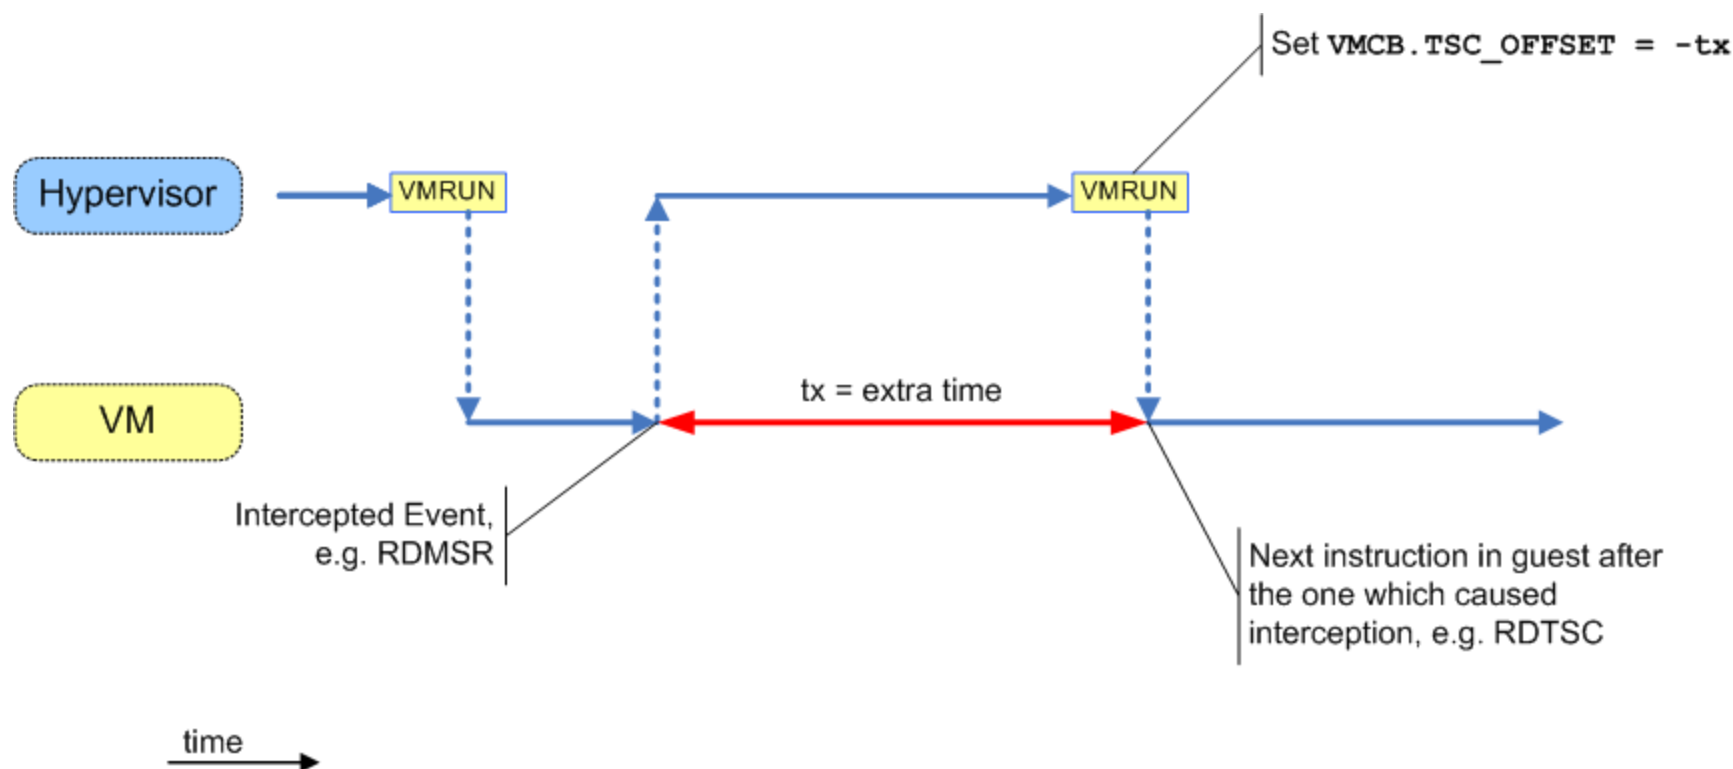 Set VMCB.TSC_OFFSET = -tx
Hypervisor
VMRUN
VMRUN
tx = extra time
VM
Intercepted Event,
e.g. RDMSR
Next instruction in guest after
the one which caused
interception, e.g. RDTSC
time